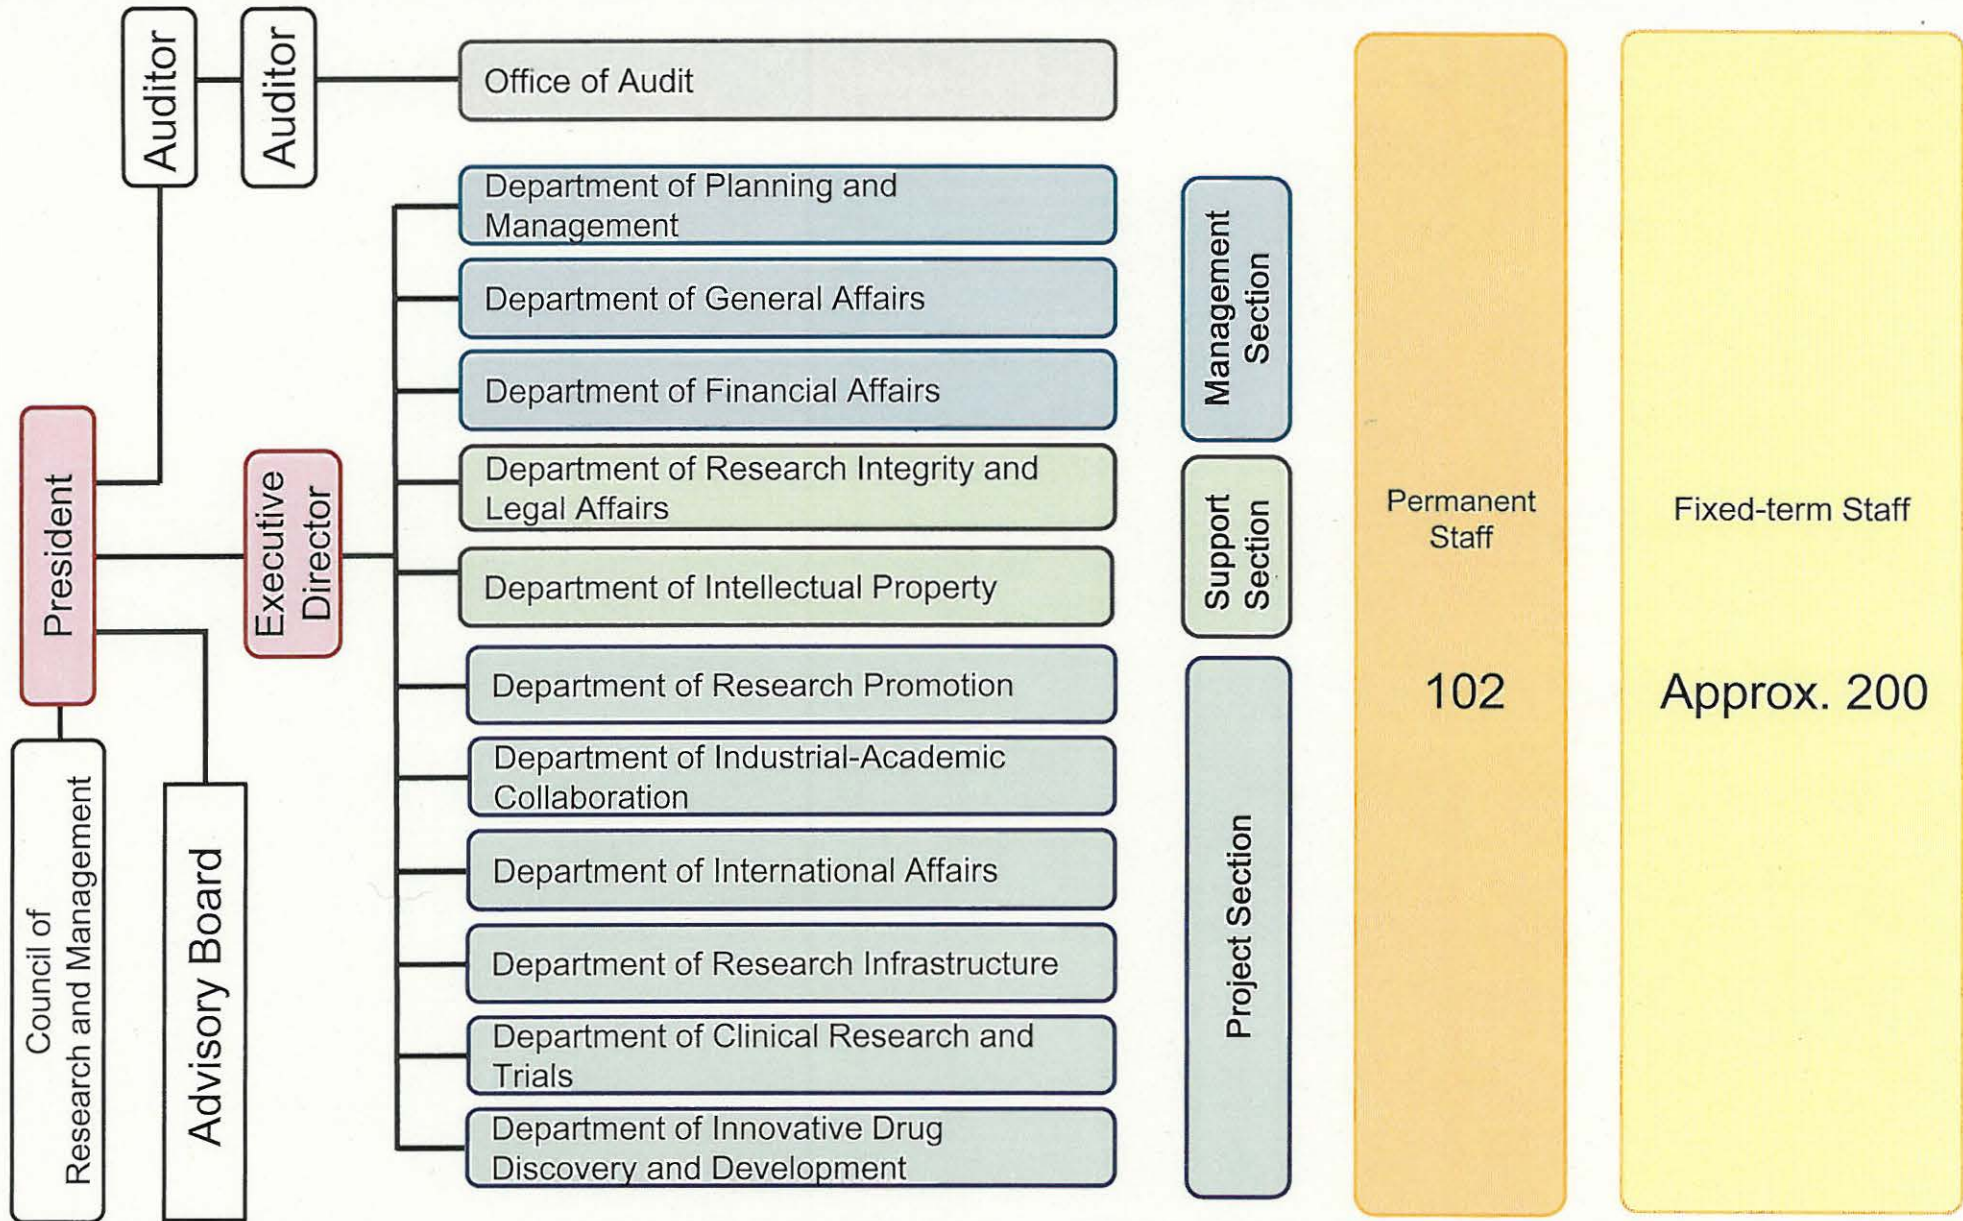 Auditor
Auditor
Office of Audit
Department of Planning and
Management
Department of General Affairs
Department of Financial Affairs
Department of Research Integrity and
Legal Affairs
Department of Intellectual Property
Department of Research Promotion
Department of Industrial-Academic
Collaboration
Department of International Affairs
Department of Research Infrastructure
Department of Clinical Research and
Trials
Department of Innovative Drug
Discovery and Development
President
Executive
Director
Council of
Research and Management
Advisory Board
Management
Section
Support
Section
Project Section
Permanent
Staff
102
Fixed-term Staff
Approx. 200